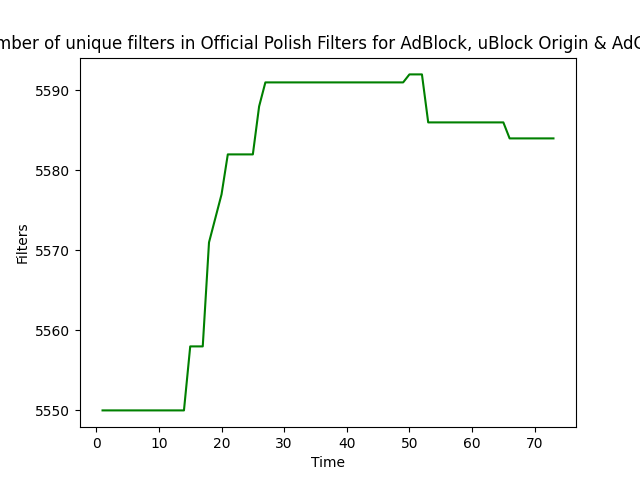 mber of unique filters in Official Polish Filters for AdBlock, uBlock Origin & AdG
5590
5580
5570
5560
5550
Filters
0 10 20 30 40 50 60 70
Time